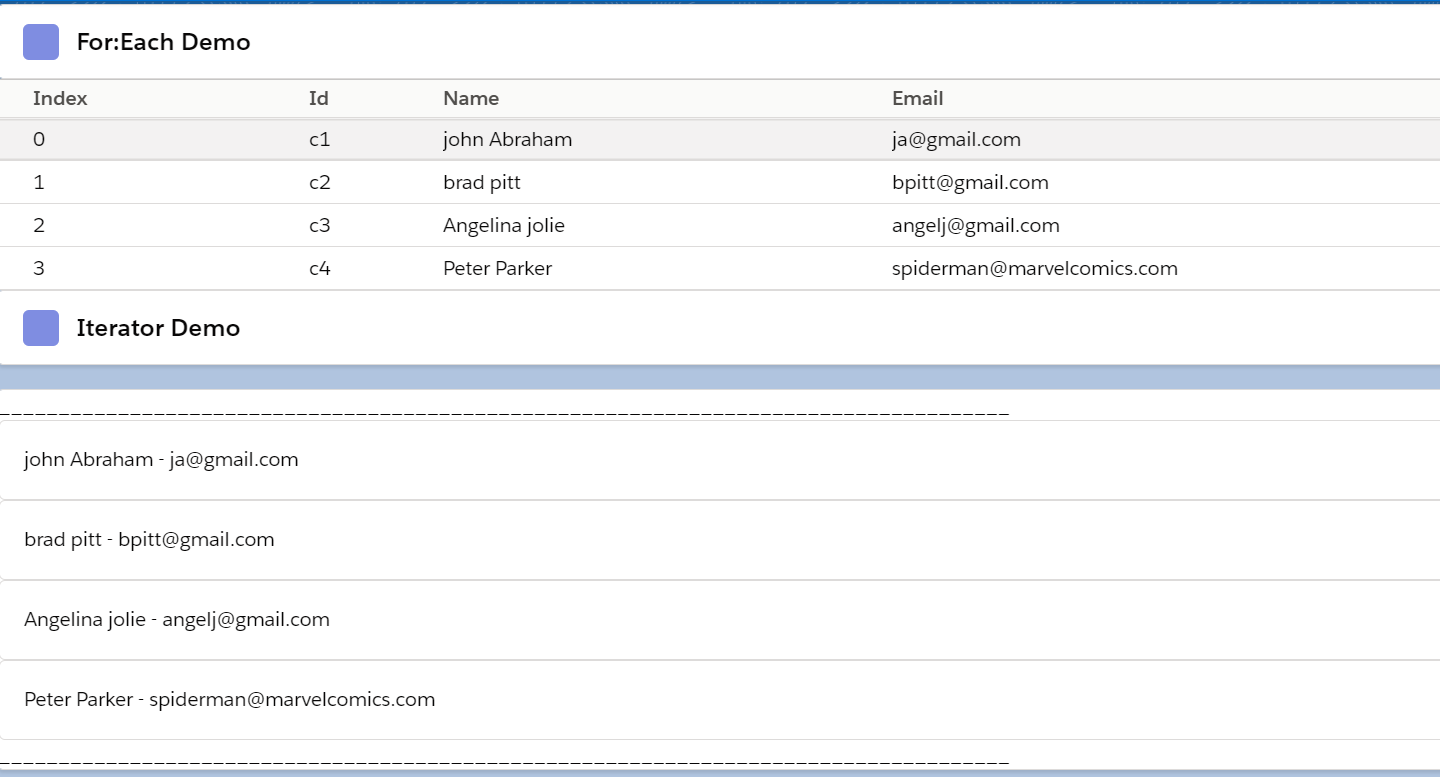 For:Each Demo
Index Id Name Email
0 c1 john Abraham ja@gmail.com
1 c2 brad pitt bpitt@gmail.com
2 c3 Angelina jolie angelj@gmail.com
3 c4 Peter Parker spiderman@marvelcomics.com
Iterator Demo
john Abraham - ja@gmail.com
brad pitt - bpitt@gmail.com
Angelina jolie - angelj@gmail.com
Peter Parker - spiderman@marvelcomics.com